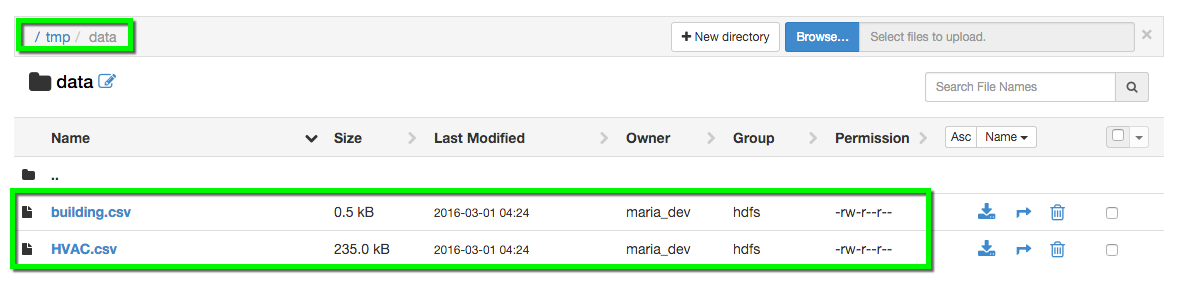 / tmp / data + New directory Browse... Select files to upload. ×
data
Search File Names
Name Size Last Modified Owner Group Permission Asc Name
..
building.csv 0.5 kB 2016-03-01 04:24 maria_dev hdfs -rw-r--r--
HVAC.csv 235.0 kB 2016-03-01 04:24 maria_dev hdfs -rw-r--r--